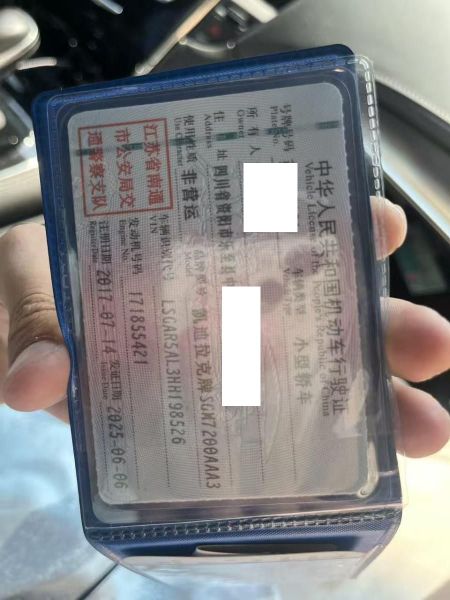 中华人民共和国机动车行驶证
Vehicle License of the People's Republic of China
号牌号码 车辆类型 小型轿车
Plate No. Vehicle Type
所有人
Owner
住址 四川省资阳市乐至县
Address
使用性质 非营运 品牌型号 凯迪拉克牌SGM7200AAA3
Use Character Model
江苏省南通
市公安局交
通警察支队
车辆识别代号 LSGAR5AL3HH198526
VIN
发动机号码 171855421
Engine No.
注册日期 2017-07-14 发证日期 2025-06-06
Register Date Issue Date